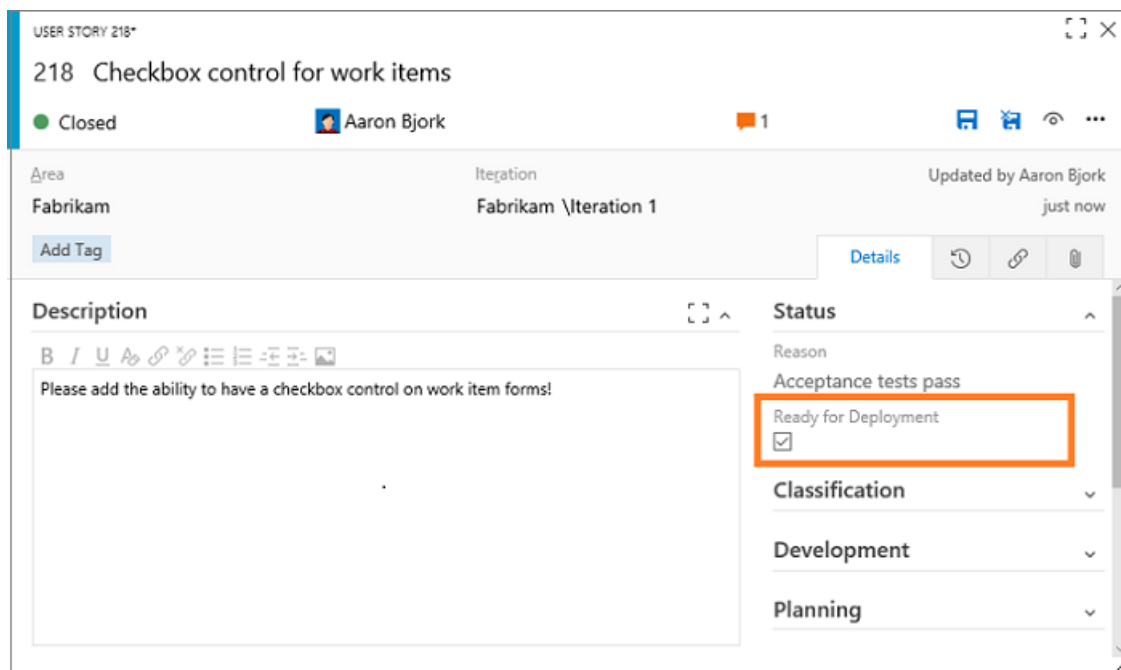 USER STORY 218*
218 Checkbox control for work items
Closed
Aaron Bjork
1
Area
Iteration
Updated by Aaron Bjork
Fabrikam
Fabrikam \Iteration 1
just now
Add Tag
Details
Description
Status
B I U A
Reason
Please add the ability to have a checkbox control on work item forms!
Acceptance tests pass
Ready for Deployment
Classification
Development
Planning